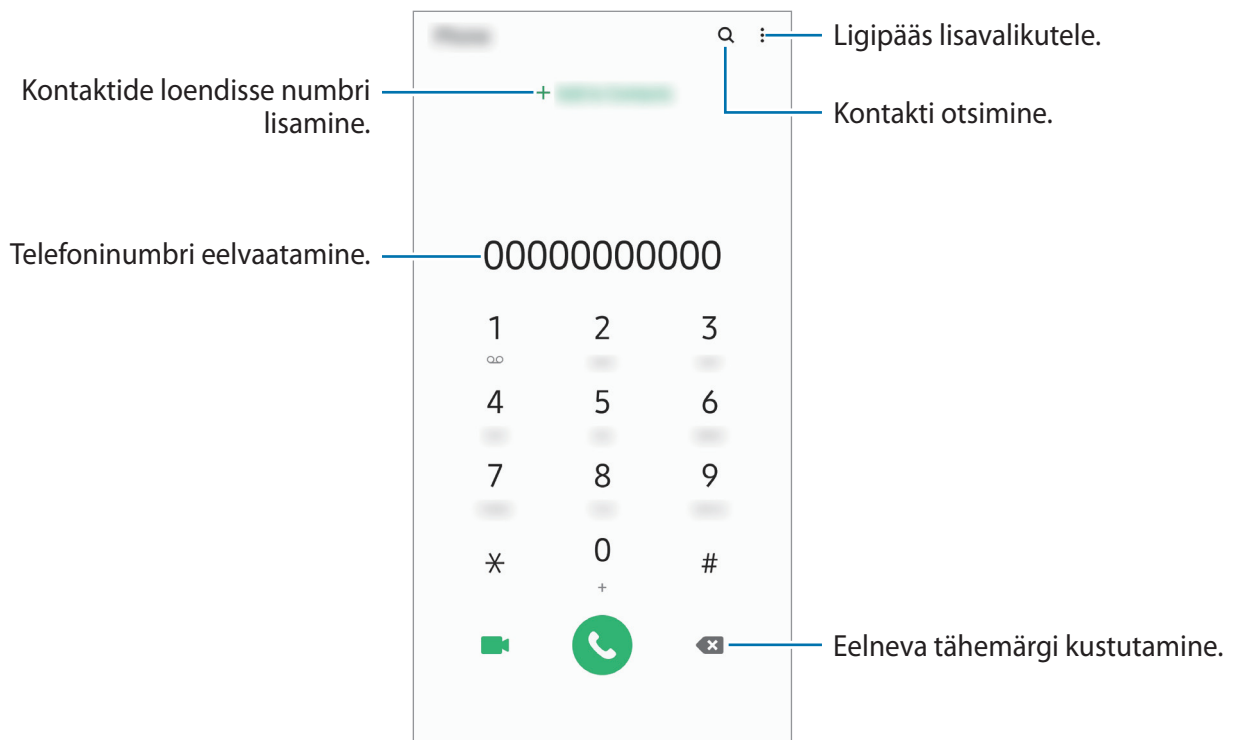 Ligipääs lisavalikutele.
Kontaktide loendisse numbri
lisamine.
+
Kontakti otsimine.
Telefoninumbri eelvaatamine.
00000000000
1 2 3
4 5 6
7 8 9
* 0 #
+
Eelneva tähemärgi kustutamine.